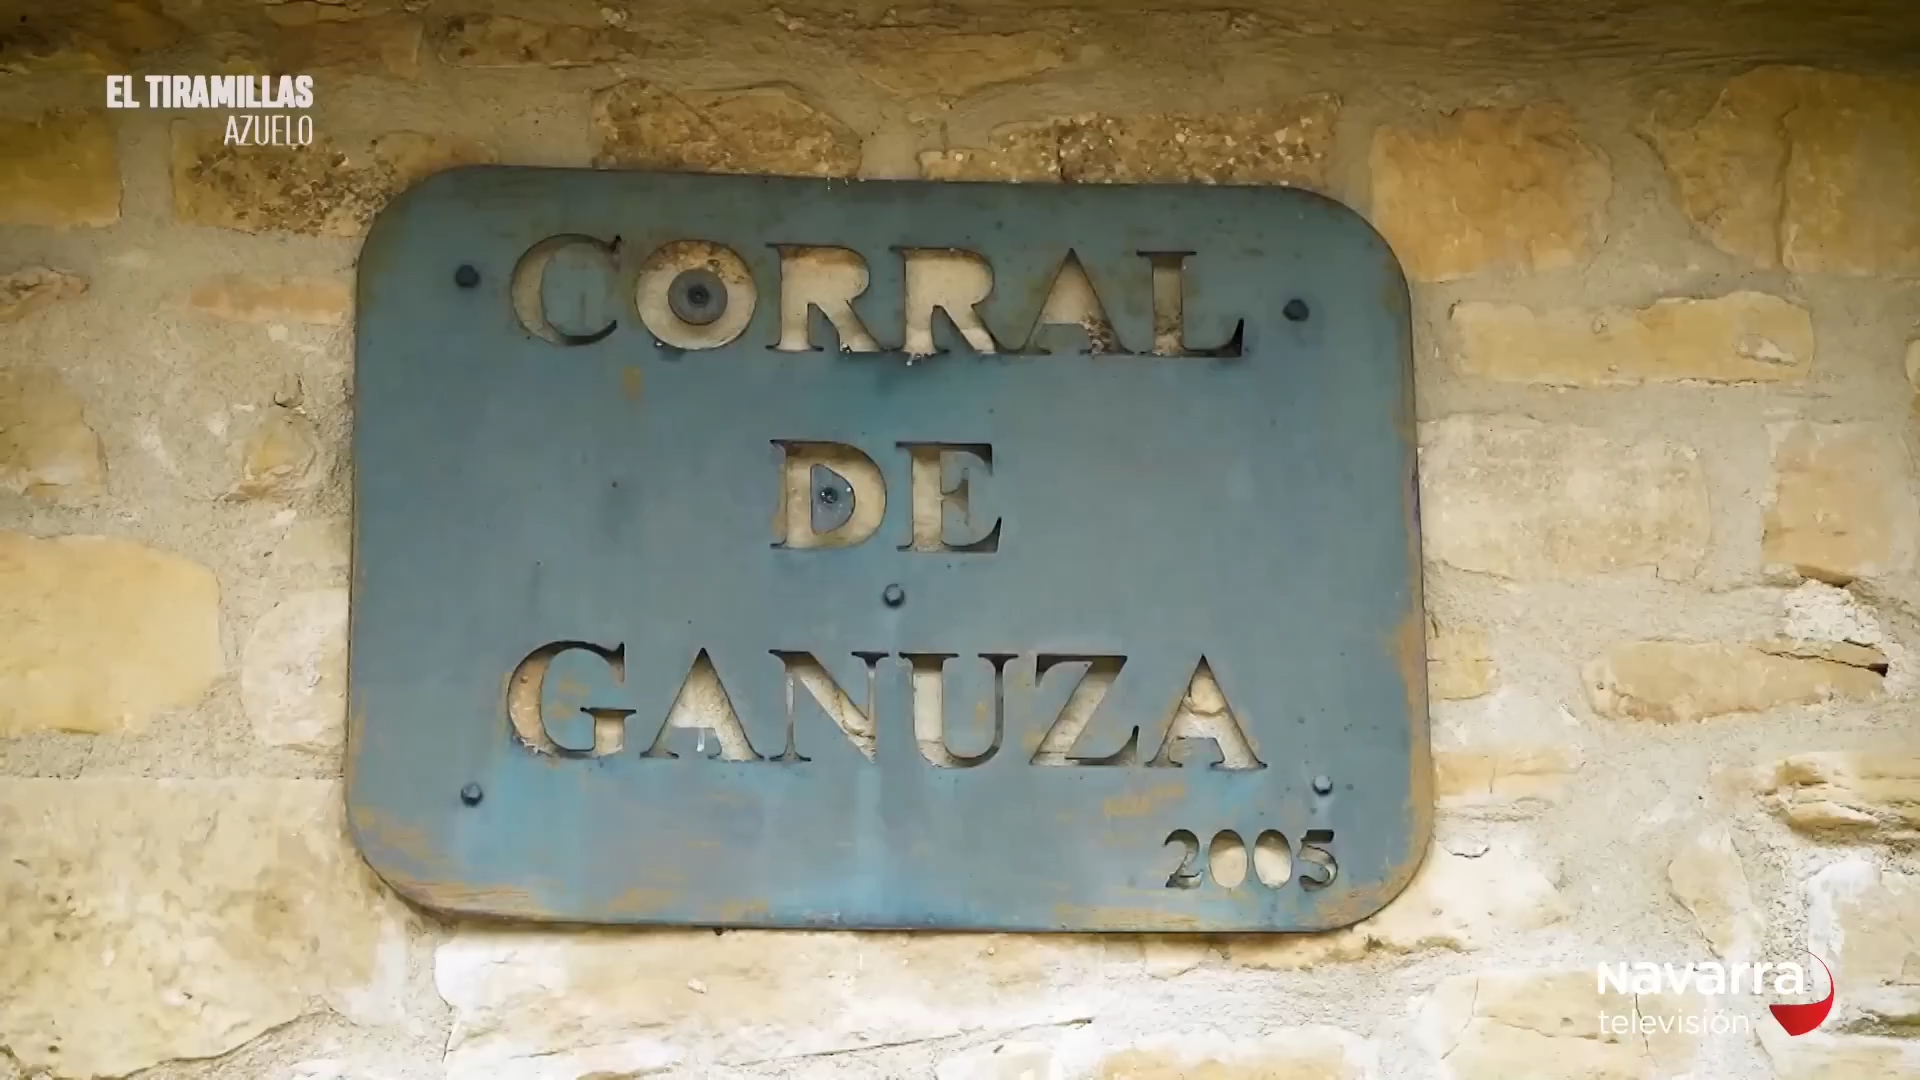 EL TIRAMILLAS
AZUELO
CORRAL
DE
GANUZA
2005
Navarra
televisión